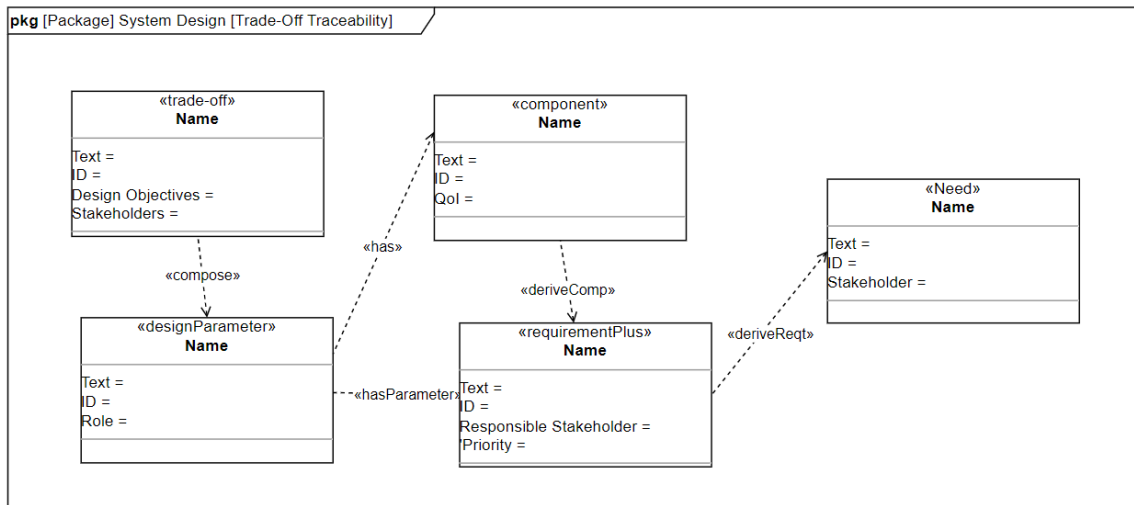 pkg [Package] System Design [Trade-Off Traceability]
«trade-off»
Name
Text =
ID =
Design Objectives =
Stakeholders =
«component»
Name
Text =
ID =
QoI =
«Need»
Name
Text =
ID =
Stakeholder =
«has»
«compose»
«deriveComp»
«designParameter»
Name
Text =
ID =
Role =
«hasParameter»
«requirementPlus»
Name
Text =
ID =
Responsible Stakeholder =
'Priority =
«deriveReqt»